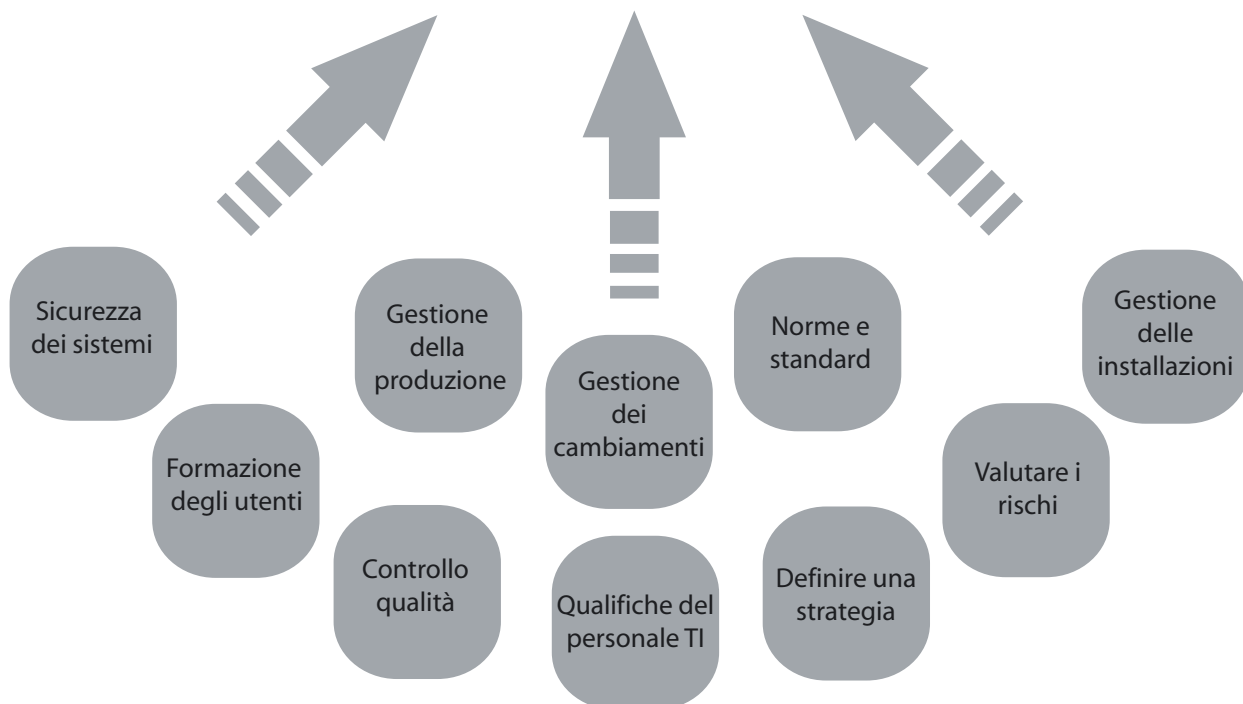 Sicurezza
dei sistemi
Gestione
della
produzione
Gestione
dei
cambiamenti
Norme e
standard
Gestione
delle
installazioni
Formazione
degli utenti
Valutare i
rischi
Controllo
qualità
Qualifiche del
personale TI
Definire una
strategia